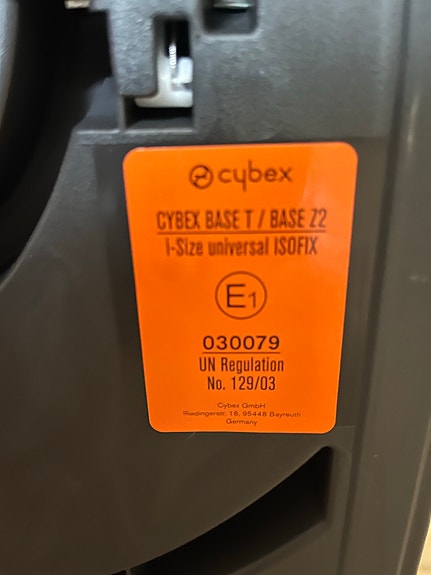 cybex
CYBEX BASE T / BASE Z2
i-Size universal ISOFIX
E1
030079
UN Regulation
No. 129/03
Cybex GmbH
Riedingerstr. 18, 95448 Bayreuth
Germany